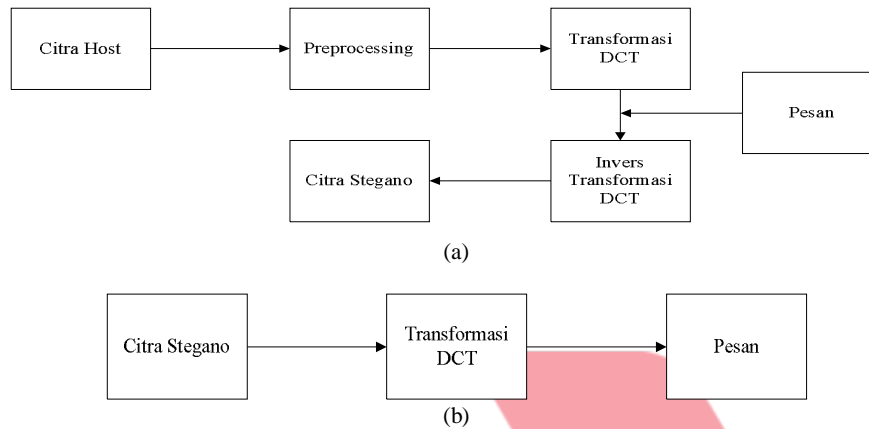 Citra Host
Preprocessing
Transformasi
DCT
Pesan
Citra Stegano
Invers
Transformasi
DCT
(a)
Citra Stegano
Transformasi
DCT
Pesan
(b)